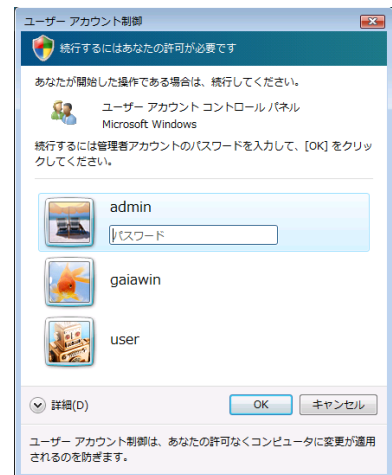 ユーザー アカウント制御
続行するにはあなたの許可が必要です
あなたが開始した操作である場合は、続行してください。
ユーザー アカウント コントロール パネル
Microsoft Windows
続行するには管理者アカウントのパスワードを入力して、[OK] をクリッ
クしてください。
admin
パスワード
gaiawin
user
詳細(D)
OK
キャンセル
ユーザー アカウント制御は、あなたの許可なくコンピュータに変更が適用
されるのを防ぎます。